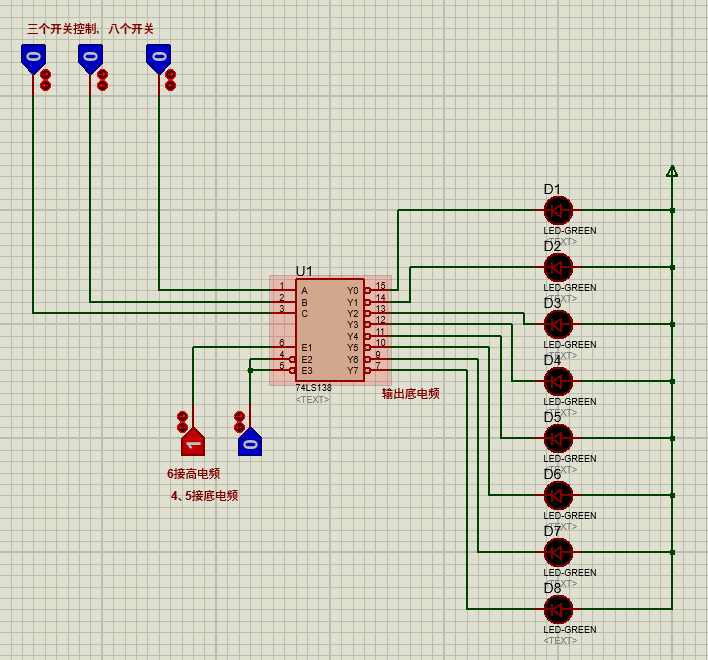 三个开关控制，八个开关
0 0 0
U1
1 A Y0 15
2 B Y1 14
3 C Y2 13
Y3 12
Y4 11
6 E1 Y5 10
4 E2 Y6 9
5 E3 Y7 7
74LS138
<TEXT>
输出底电频
1 0
6接高电频
4、5接底电频
D1
LED-GREEN
<TEXT>
D2
LED-GREEN
<TEXT>
D3
LED-GREEN
<TEXT>
D4
LED-GREEN
<TEXT>
D5
LED-GREEN
<TEXT>
D6
LED-GREEN
<TEXT>
D7
LED-GREEN
<TEXT>
D8
LED-GREEN
<TEXT>